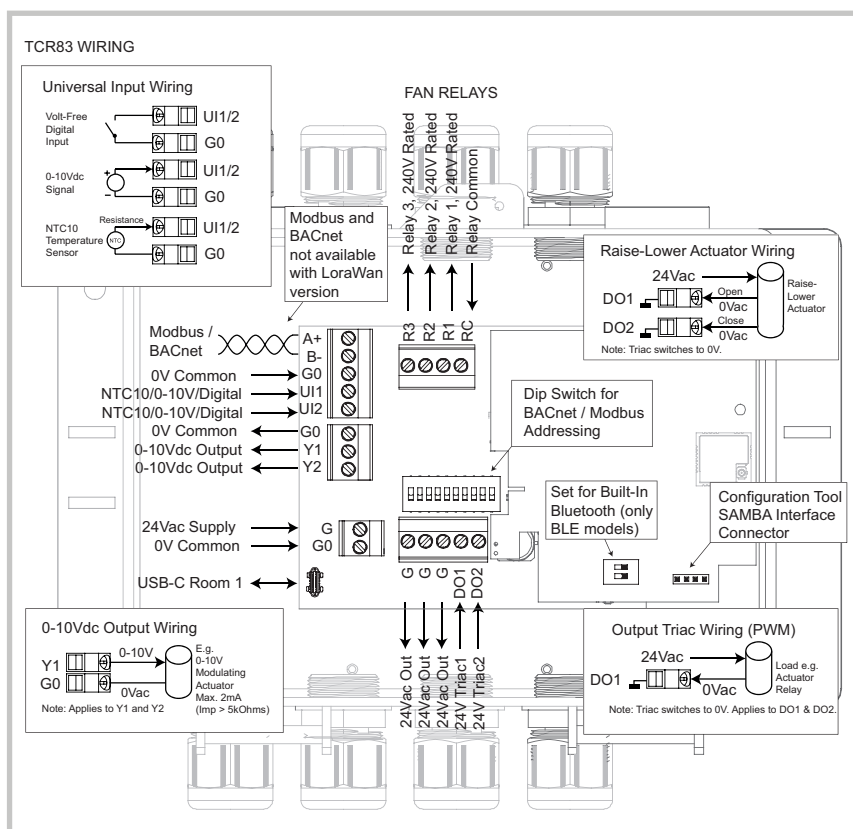 TCR83 WIRING
Universal Input Wiring
Volt-Free
Digital
Input
UI1/2
G0
0-10Vdc
Signal
+
–
UI1/2
G0
NTC10
Temperature
Sensor
Resistance
NTC
UI1/2
G0
FAN RELAYS
Relay 3, 240V Rated
Relay 2, 240V Rated
Relay 1, 240V Rated
Relay Common
R3
R2
R1
RC
Modbus and
BACnet
not available
with LoraWan
version
Raise-Lower Actuator Wiring
24Vac
DO1
Open
0Vac
DO2
Close
0Vac
Raise-
Lower
Actuator
Note: Triac switches to 0V.
Modbus /
BACnet
A+
B-
0V Common
G0
NTC10/0-10V/Digital
UI1
NTC10/0-10V/Digital
UI2
0V Common
G0
0-10Vdc Output
Y1
0-10Vdc Output
Y2
Dip Switch for
BACnet / Modbus
Addressing
Set for Built-In
Bluetooth (only
BLE models)
Configuration Tool
SAMBA Interface
Connector
24Vac Supply
G
0V Common
G0
USB-C Room 1
G
G
G
DO1
DO2
24Vac Out
24Vac Out
24Vac Out
24V Triac1
24V Triac2
0-10Vdc Output Wiring
Y1
0-10V
G0
0Vac
E.g.
0-10V
Modulating
Actuator
Max. 2mA
(Imp > 5kOhms)
Note: Applies to Y1 and Y2
Output Triac Wiring (PWM)
24Vac
DO1
0Vac
Load e.g.
Actuator
Relay
Note: Triac switches to 0V. Applies to DO1 & DO2.